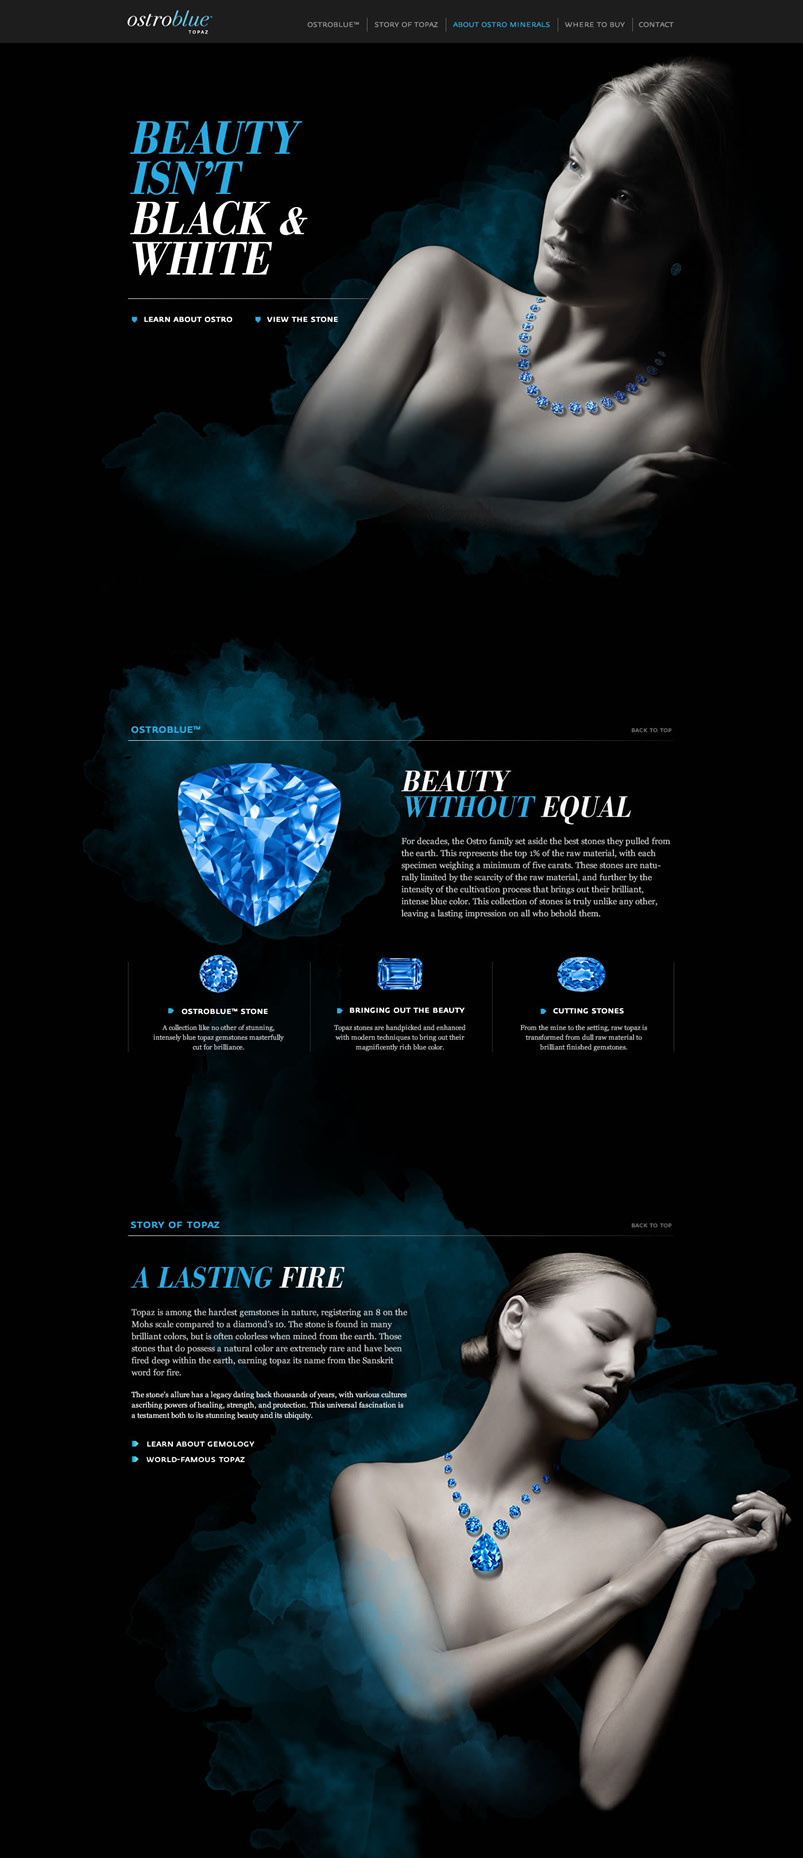 ostroblue
TOPAZ
OSTROBLUE™
STORY OF TOPAZ
ABOUT OSTRO MINERALS
WHERE TO BUY
CONTACT
BEAUTY
ISN'T
BLACK &
WHITE
LEARN ABOUT OSTRO
VIEW THE STONE
OSTROBLUE™
BACK TO TOP
BEAUTY
WITHOUT EQUAL
For decades, the Ostro family set aside the best stones they pulled from
the earth. This represents the top 1% of the raw material, with each
specimen weighing a minimum of five carats. These stones are natu-
rally limited by the scarcity of the raw material, and further by the
intensity of the cultivation process that brings out their brilliant,
intense blue color. This collection of stones is truly unlike any other,
leaving a lasting impression on all who behold them.
OSTROBLUE™ STONE
A collection like no other of stunning,
intensely blue topaz gemstones masterfully
cut for brilliance.
BRINGING OUT THE BEAUTY
Topaz stones are handpicked and enhanced
with modern techniques to bring out their
magnificently rich blue color.
CUTTING STONES
From the mine to the setting, raw topaz is
transformed from dull raw material to
brilliant finished gemstones.
STORY OF TOPAZ
BACK TO TOP
A LASTING FIRE
Topaz is among the hardest gemstones in nature, registering an 8 on the
Mohs scale compared to a diamond's 10. The stone is found in many
brilliant colors, but is often colorless when mined from the earth. Those
stones that do possess a natural color are extremely rare and have been
fired deep within the earth, earning topaz its name from the Sanskrit
word for fire.
The stone's allure has a legacy dating back thousands of years, with various cultures
ascribing powers of healing, strength, and protection. This universal fascination is
a testament both to its stunning beauty and its ubiquity.
LEARN ABOUT GEMOLOGY
WORLD-FAMOUS TOPAZ